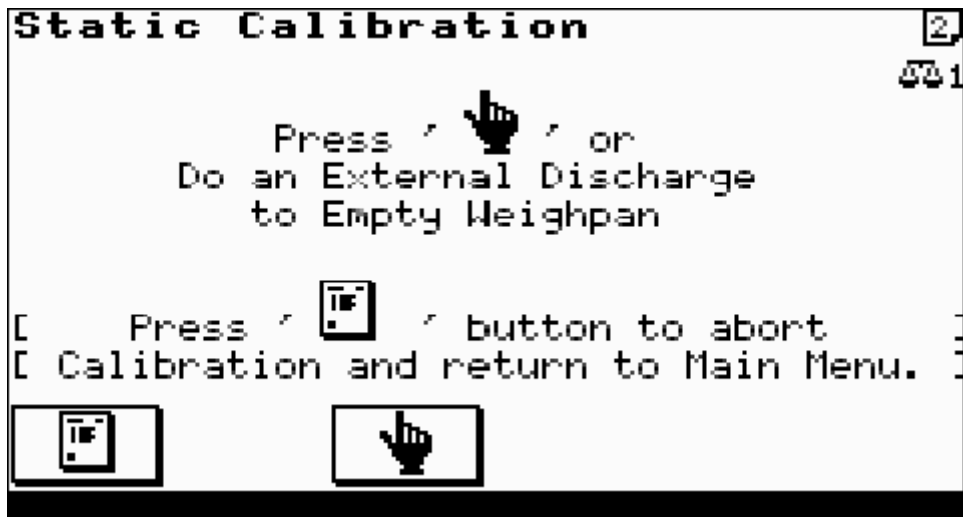 Static Calibration 2
1
Press ' ' or
Do an External Discharge
to Empty Weighpan
[ Press ' ' button to abort ]
[ Calibration and return to Main Menu. ]